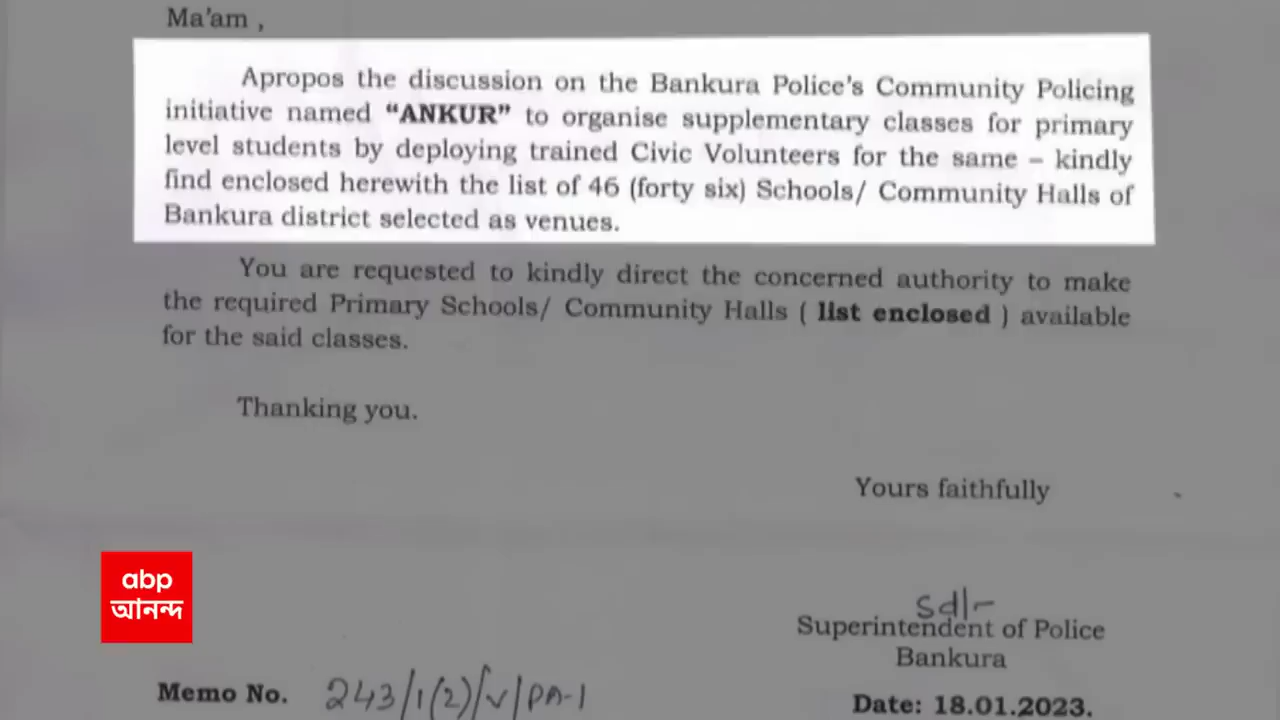 Ma'am ,
Apropos the discussion on the Bankura Police's Community Policing
initiative named "ANKUR" to organise supplementary classes for primary
level students by deploying trained Civic Volunteers for the same – kindly
find enclosed herewith the list of 46 (forty six) Schools/ Community Halls of
Bankura district selected as venues.
You are requested to kindly direct the concerned authority to make
the required Primary Schools/ Community Halls ( list enclosed ) available
for the said classes.
Thanking you.
Yours faithfully
abp
আনন্দ
sd/-
Superintendent of Police
Bankura
Memo No. 243/1(2)/V/PA-1
Date: 18.01.2023.